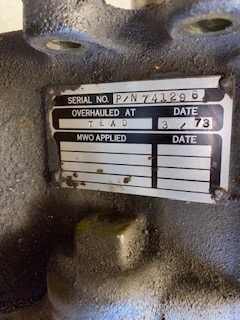 SERIAL NO. P/N 741296
OVERHAULED AT DATE
TEAD 3/73
MWO APPLIED DATE